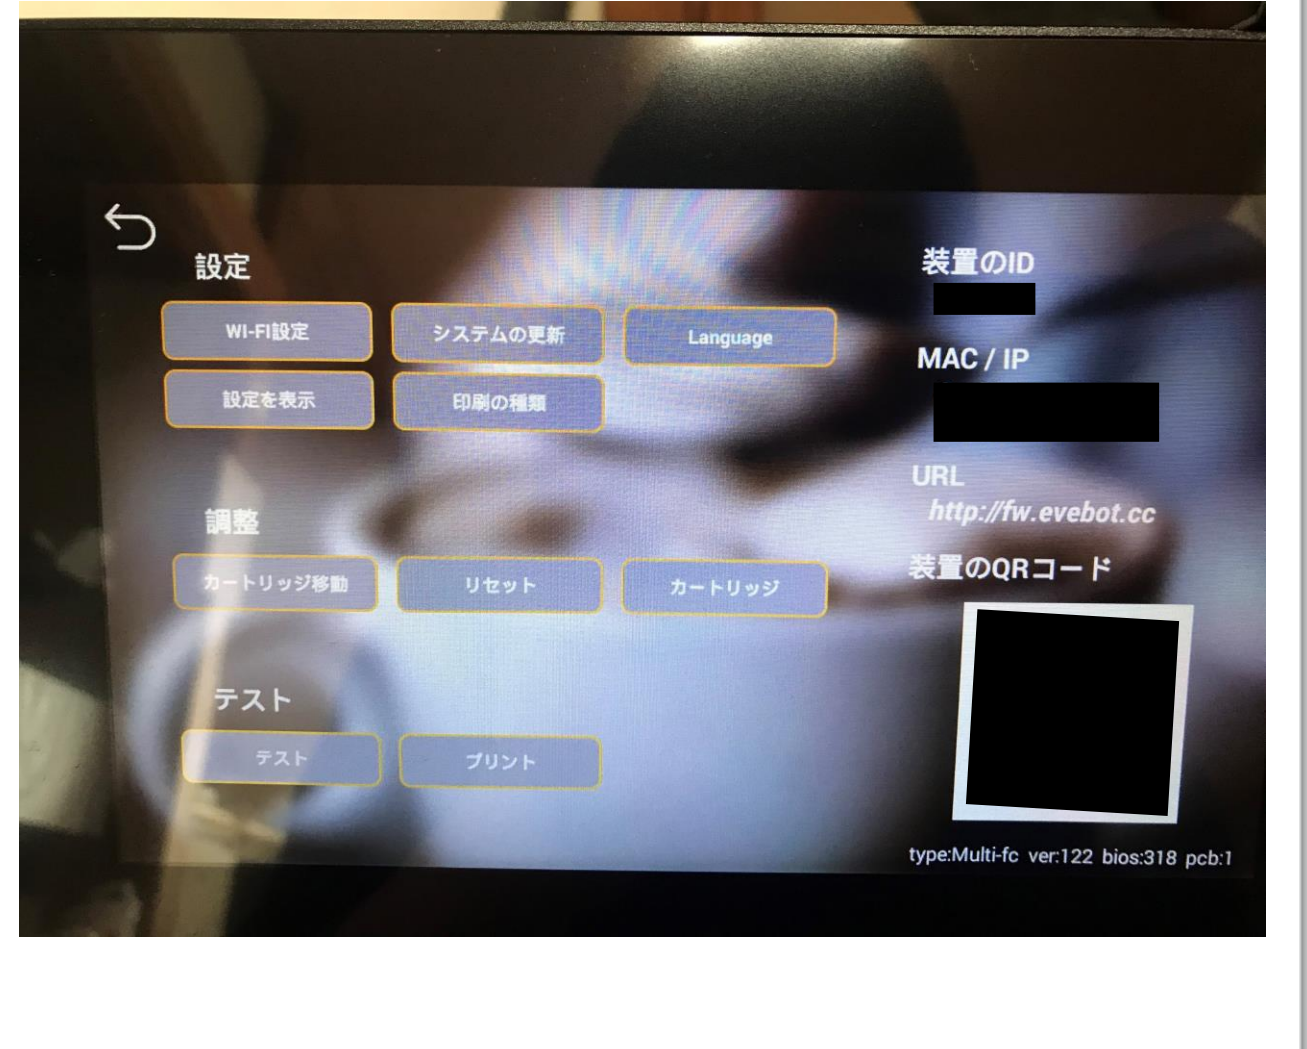 設定
WI-FI設定
システムの更新
Language
設定を表示
印刷の種類
調整
カートリッジ移動
リセット
カートリッジ
テスト
テスト
プリント
装置のID
MAC / IP
URL
http://fw.evebot.cc
装置のQRコード
type:Multi-fc ver:122 bios:318 pcb:1